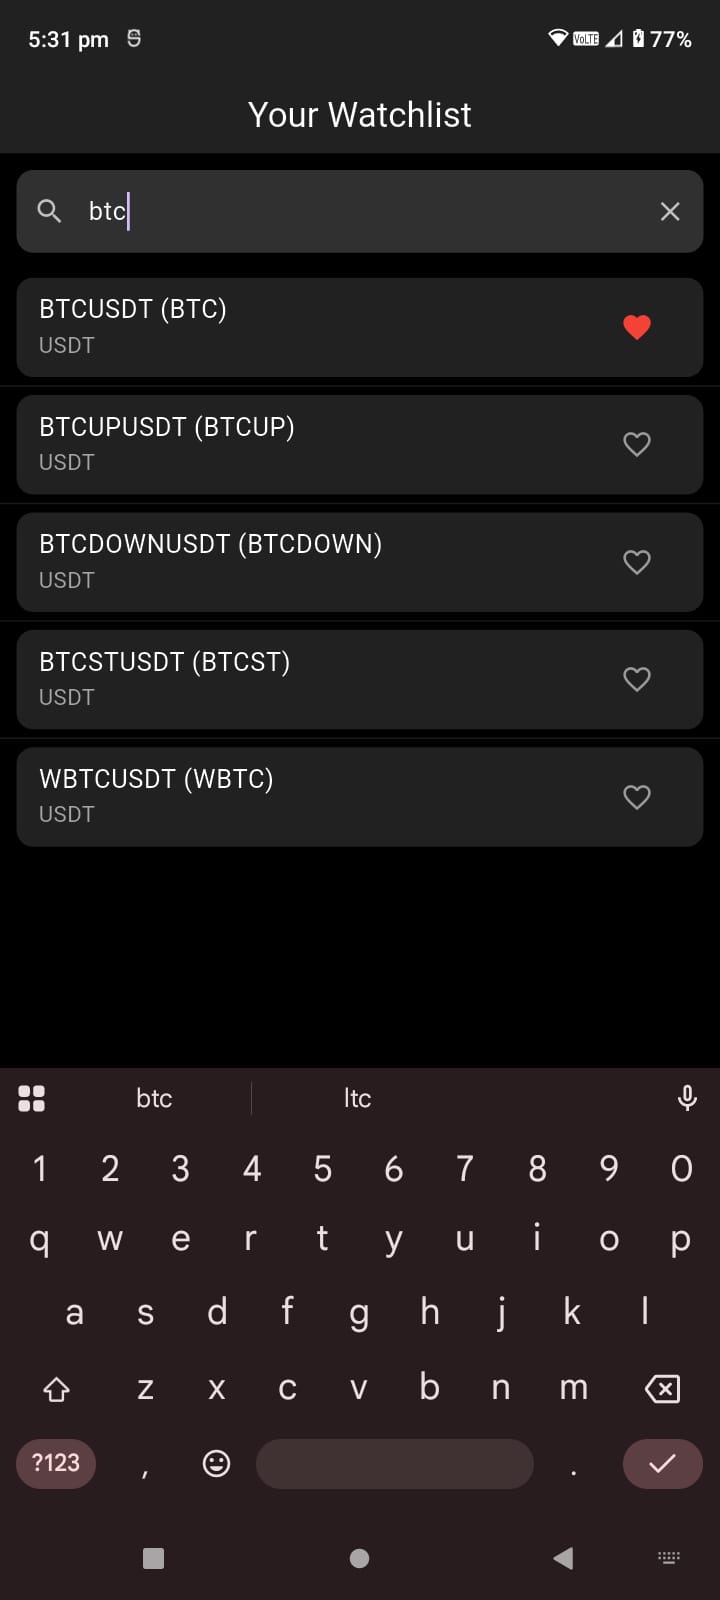 5:31 pm VoLTE 77%
Your Watchlist
btc
BTCUSDT (BTC)
USDT
BTCUPUSDT (BTCUP)
USDT
BTCDOWNUSDT (BTCDOWN)
USDT
BTCSTUSDT (BTCST)
USDT
WBTCUSDT (WBTC)
USDT
btc ltc
1 2 3 4 5 6 7 8 9 0
q w e r t y u i o p
a s d f g h j k l
z x c v b n m
?123 , .